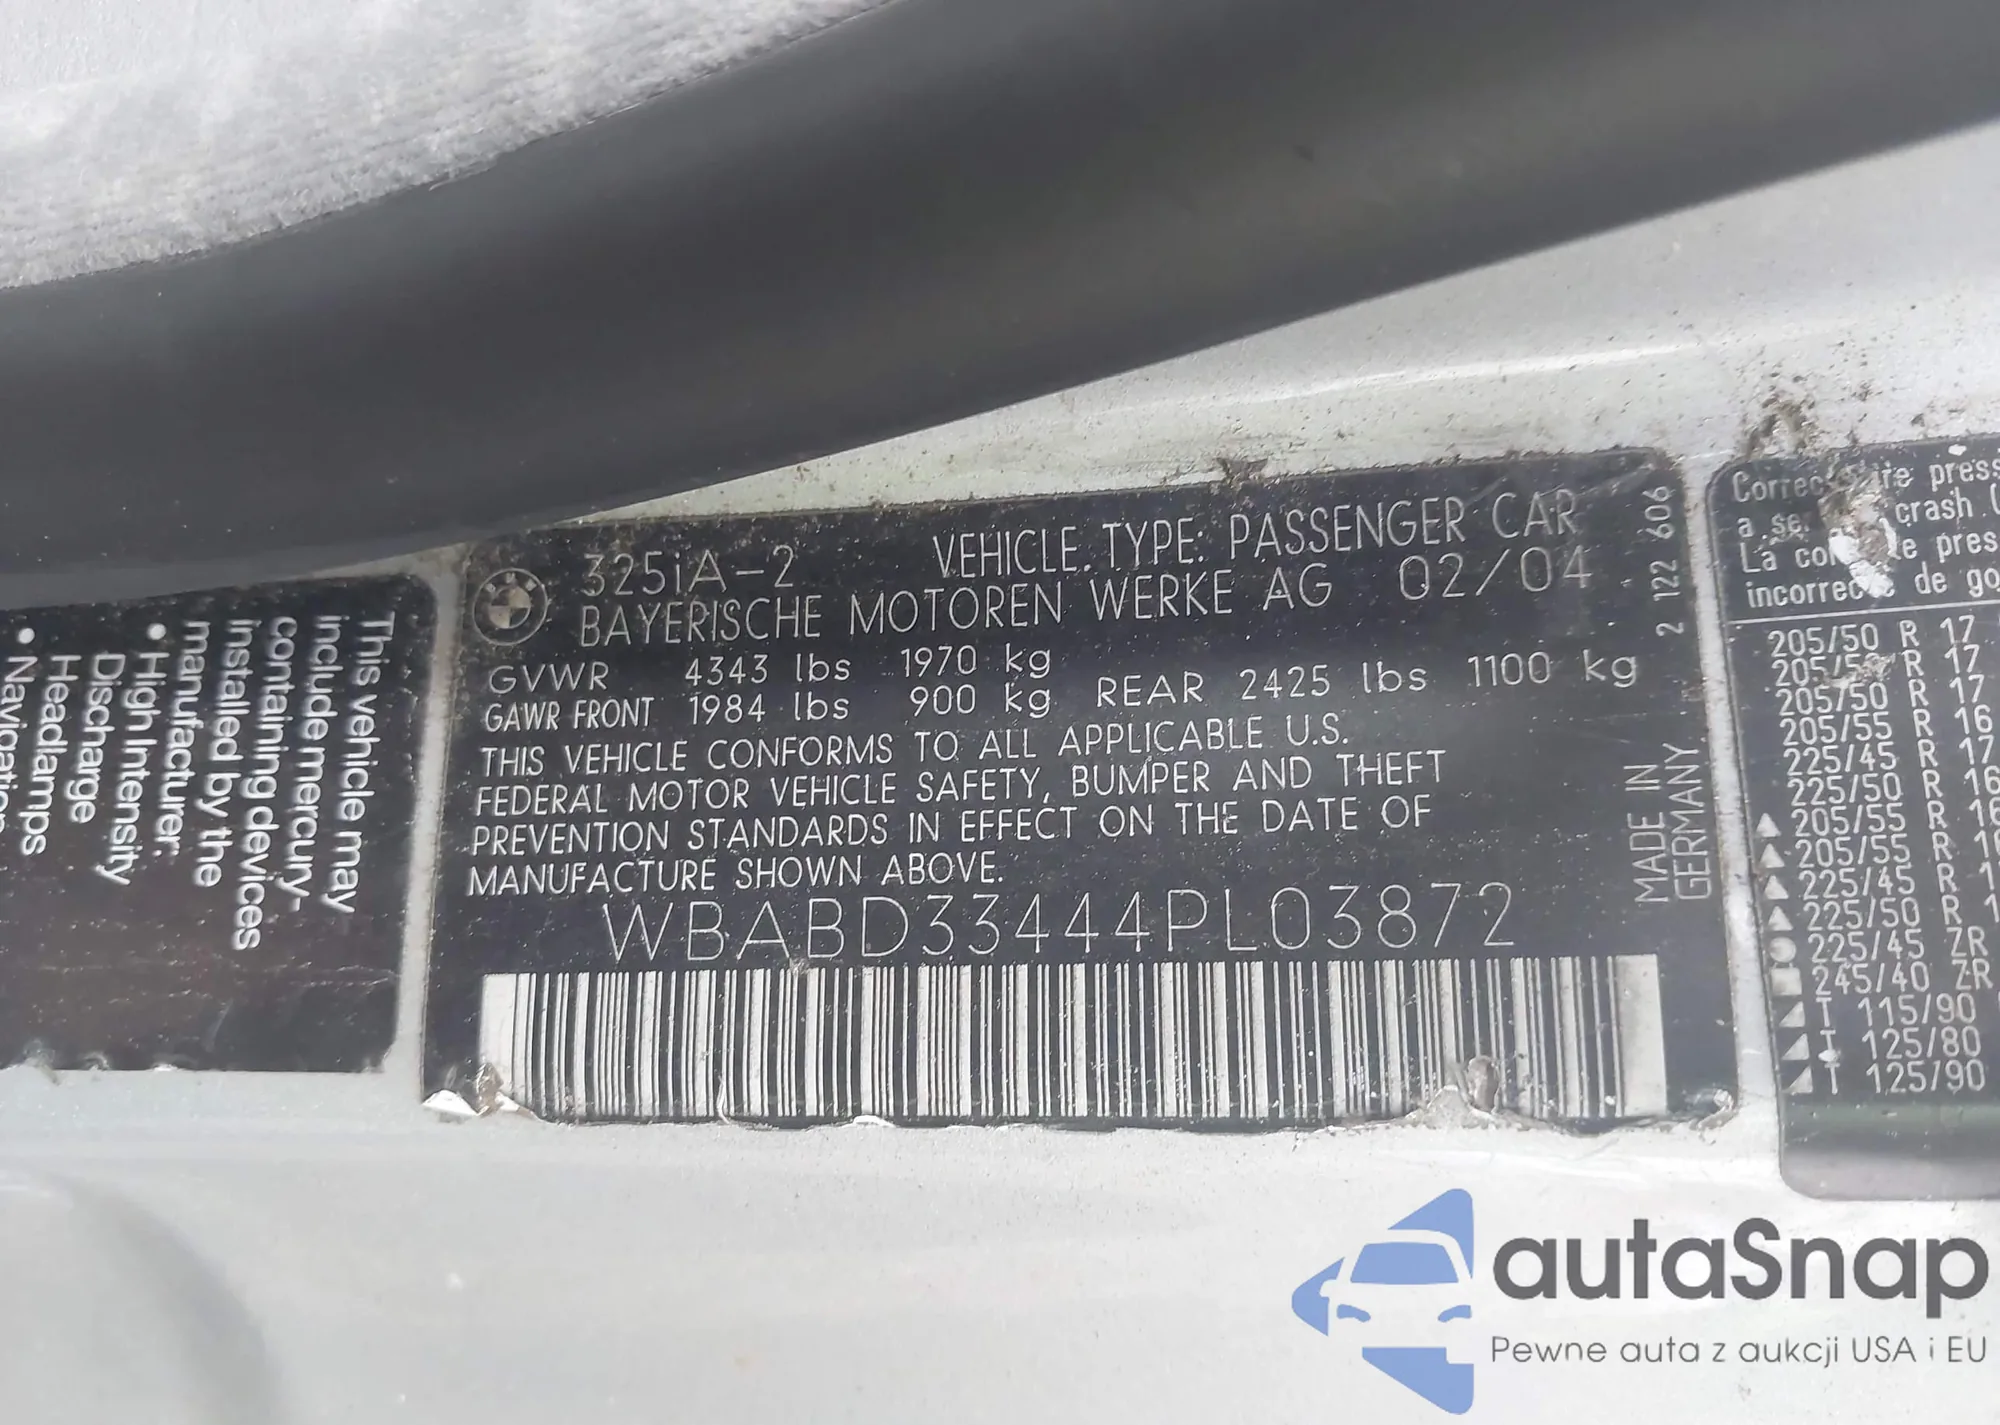 This vehicle may
include mercury-
containing devices
installed by the
manufacturer:
• High Intensity
Discharge
Headlamps
325iA-2 VEHICLE TYPE: PASSENGER CAR
BAYERISCHE MOTOREN WERKE AG 02/04
GVWR 4343 lbs 1970 kg
GAWR FRONT 1984 lbs 900 kg REAR 2425 lbs 1100 kg
THIS VEHICLE CONFORMS TO ALL APPLICABLE U.S.
FEDERAL MOTOR VEHICLE SAFETY, BUMPER AND THEFT
PREVENTION STANDARDS IN EFFECT ON THE DATE OF
MANUFACTURE SHOWN ABOVE.
WBABD33444PL03872
2 122 606
MADE IN
GERMANY
a
crash
La
de
205/50 R 17
R 17
205/50 R 17
205/55 R 16
225/45 R 17
225/50 R 16
▲ 205/55 R 16
▲ 205/55 R
▲ 225/45 R
▲ 225/50 R
● 225/45 ZR
■ 245/40 ZR
◢ T 115/90
◢ T 125/80
◢ T 125/90
autaSnap
Pewne auta z aukcji USA i EU